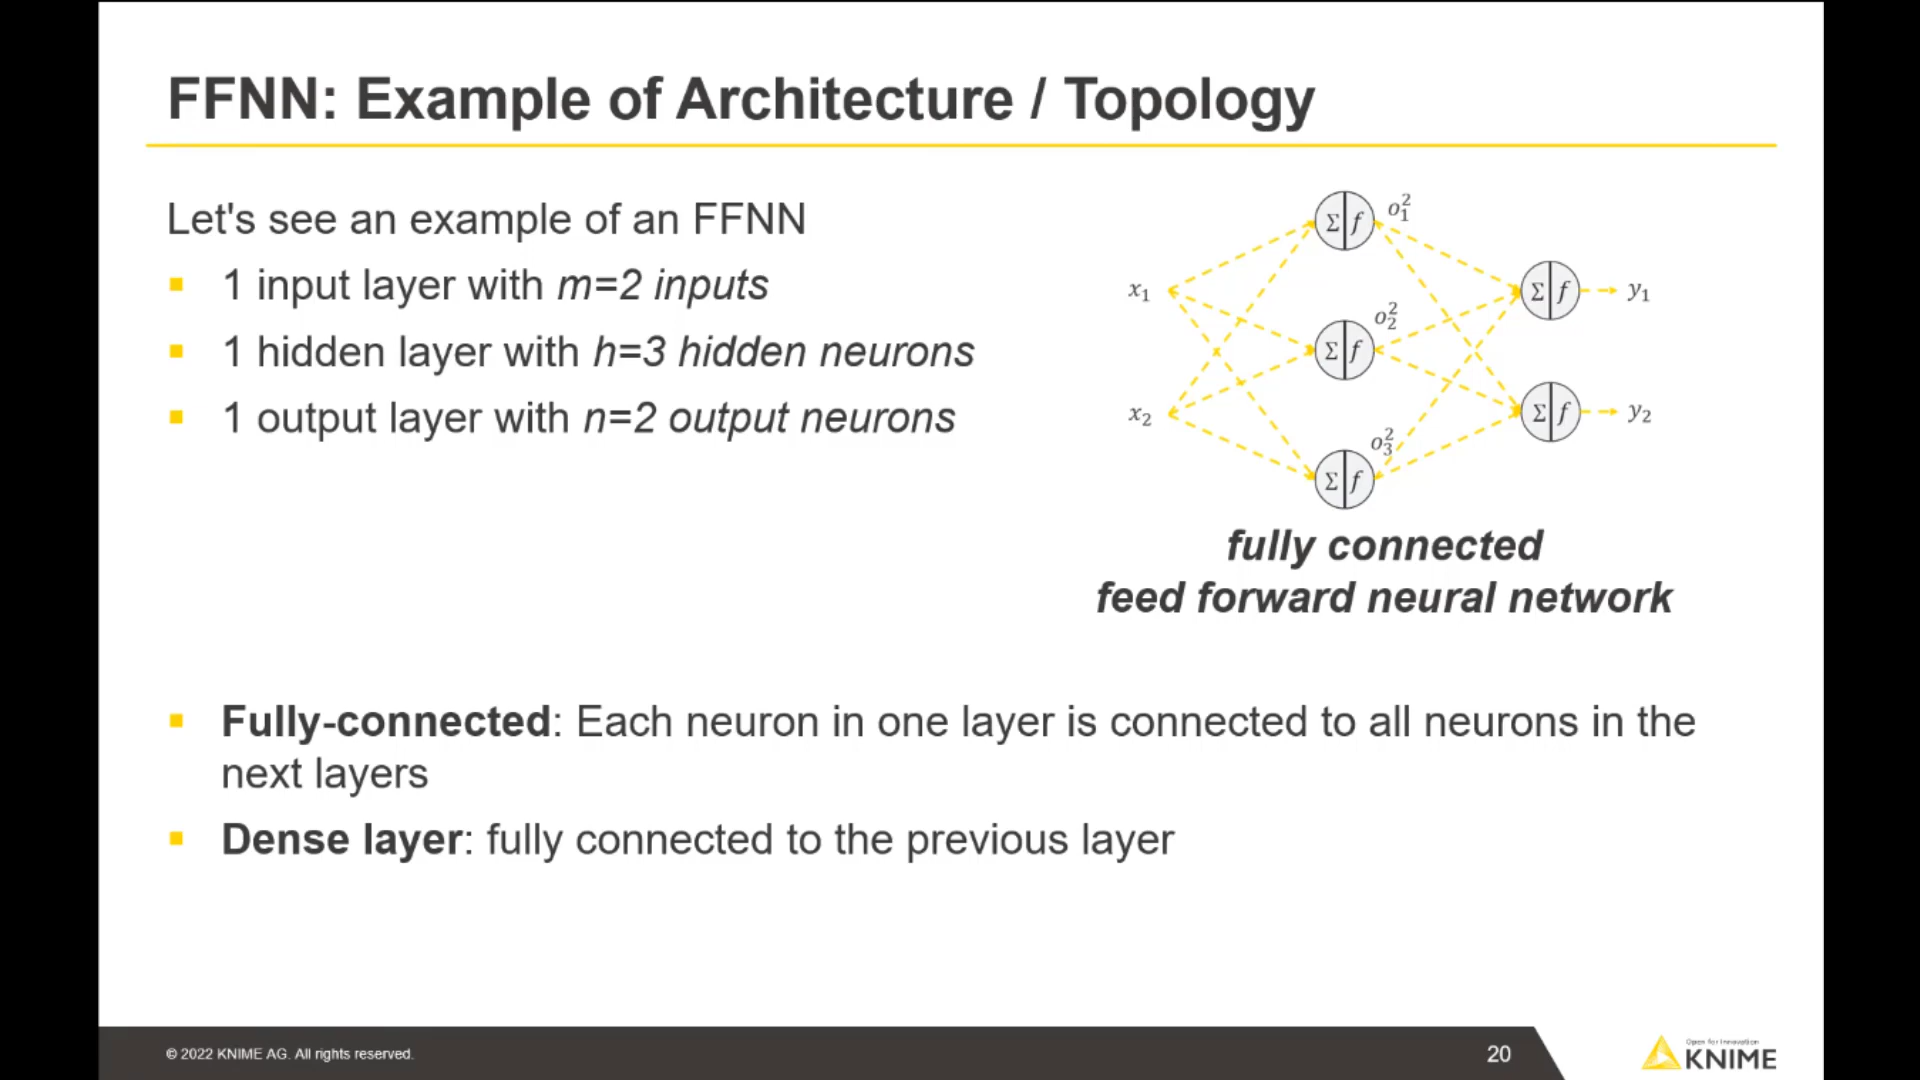 FFNN: Example of Architecture / Topology
Let's see an example of an FFNN
▪ 1 input layer with m=2 inputs
▪ 1 hidden layer with h=3 hidden neurons
▪ 1 output layer with n=2 output neurons
x₁
x₂
Σ f o₁²
Σ f o₂²
Σ f o₃²
Σ f y₁
Σ f y₂
fully connected
feed forward neural network
▪ Fully-connected: Each neuron in one layer is connected to all neurons in the
next layers
▪ Dense layer: fully connected to the previous layer
© 2022 KNIME AG. All rights reserved.
20
Open for Innovation
KNIME